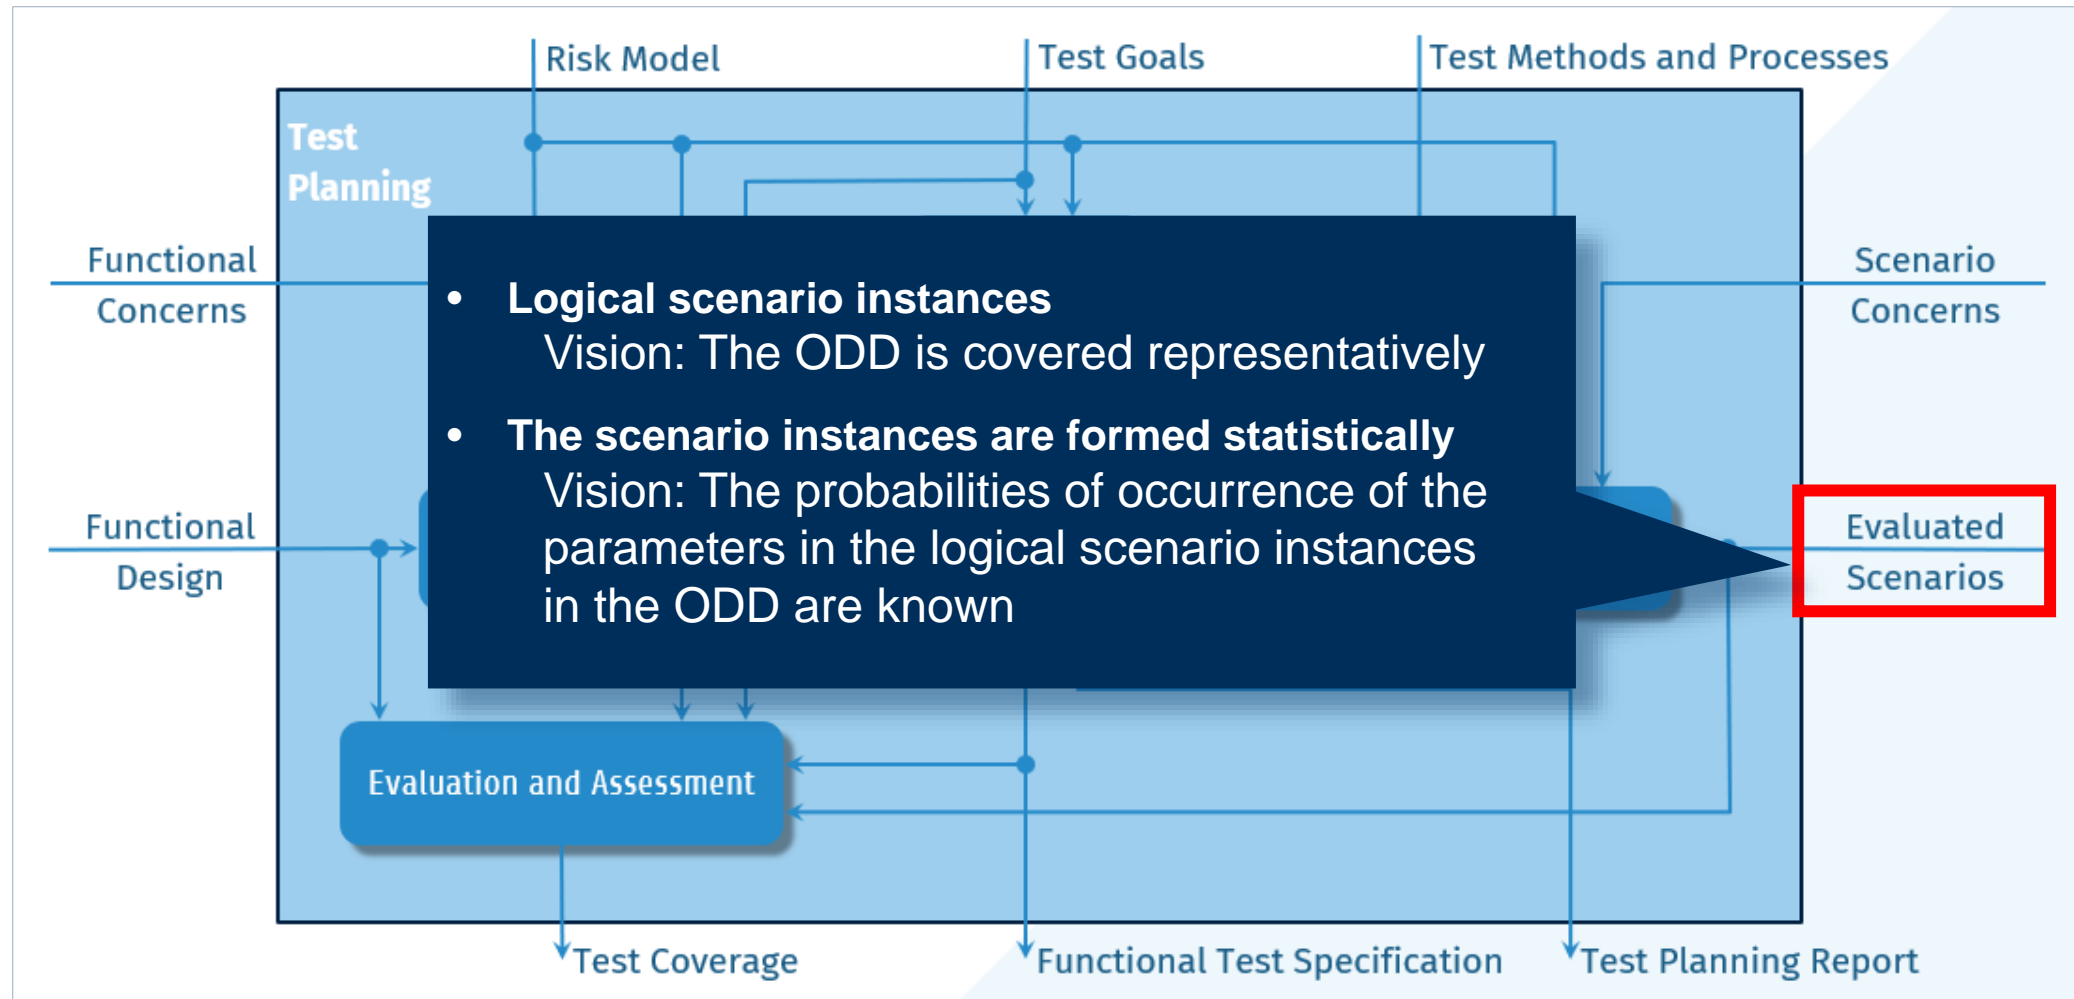 Risk Model
Test Goals
Test Methods and Processes
Test
Planning
Functional
Concerns
Scenario
Concerns
• Logical scenario instances
Vision: The ODD is covered representatively
• The scenario instances are formed statistically
Vision: The probabilities of occurrence of the
parameters in the logical scenario instances
in the ODD are known
Functional
Design
Evaluated
Scenarios
Evaluation and Assessment
Test Coverage
Functional Test Specification
Test Planning Report